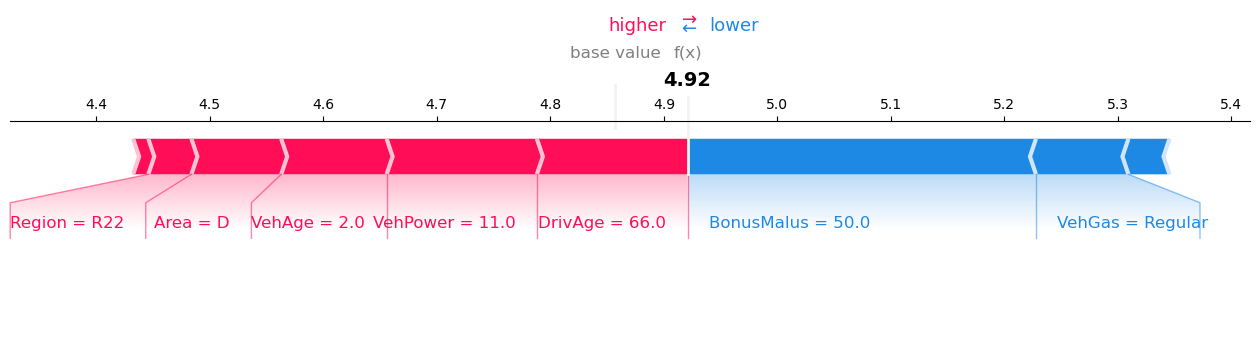 higher ⇄ lower
base value f(x)
4.92
4.4 4.5 4.6 4.7 4.8 4.9 5.0 5.1 5.2 5.3 5.4
Region = R22 Area = D VehAge = 2.0 VehPower = 11.0 DrivAge = 66.0 BonusMalus = 50.0 VehGas = Regular